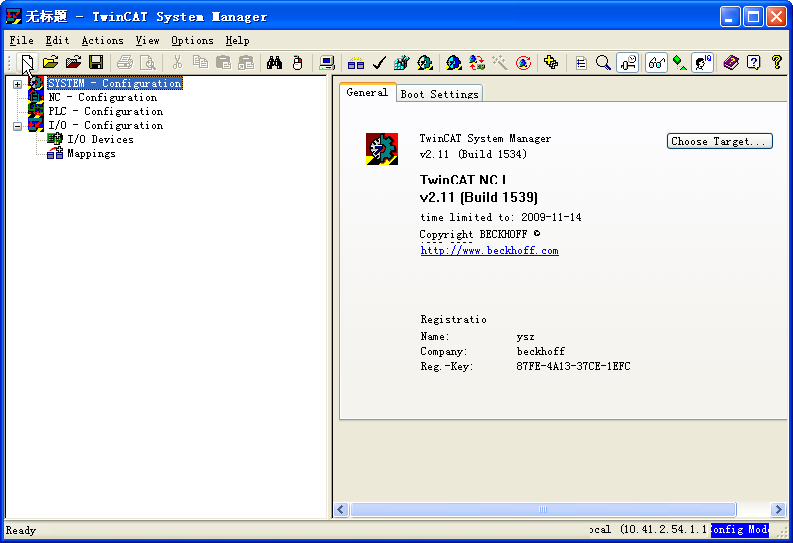 无标题 - TwinCAT System Manager
File Edit Actions View Options Help
SYSTEM - Configuration
NC - Configuration
PLC - Configuration
I/O - Configuration
I/O Devices
Mappings
General Boot Settings
TwinCAT System Manager
v2.11 (Build 1534)
Choose Target...
TwinCAT NC I
v2.11 (Build 1539)
time limited to: 2009-11-14
Copyright BECKHOFF ©
http://www.beckhoff.com
Registratio
Name: ysz
Company: beckhoff
Reg.-Key: 87FE-4A13-37CE-1EFC
Ready ocal (10.41.2.54.1.1 onfig Mod